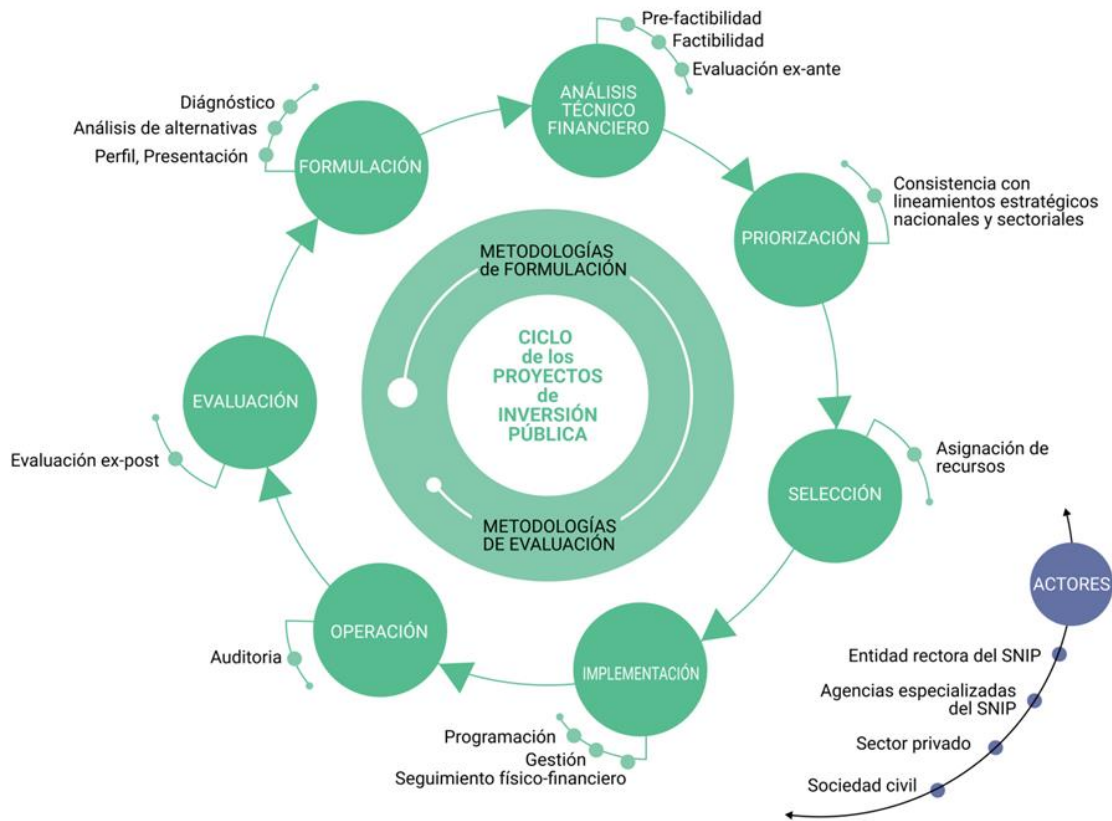 Pre-factibilidad
Factibilidad
Evaluación ex-ante
ANÁLISIS
TÉCNICO
FINANCIERO
Diágnóstico
Análisis de alternativas
Perfil, Presentación
FORMULACIÓN
Consistencia con
lineamientos estratégicos
nacionales y sectoriales
PRIORIZACIÓN
METODOLOGÍAS
de FORMULACIÓN
CICLO
de los
PROYECTOS
de
INVERSIÓN
PÚBLICA
METODOLOGÍAS
DE EVALUACIÓN
EVALUACIÓN
Evaluación ex-post
Asignación de
recursos
SELECCIÓN
OPERACIÓN
Auditoria
IMPLEMENTACIÓN
Programación
Gestión
Seguimiento físico-financiero
ACTORES
Entidad rectora del SNIP
Agencias especializadas
del SNIP
Sector privado
Sociedad civil